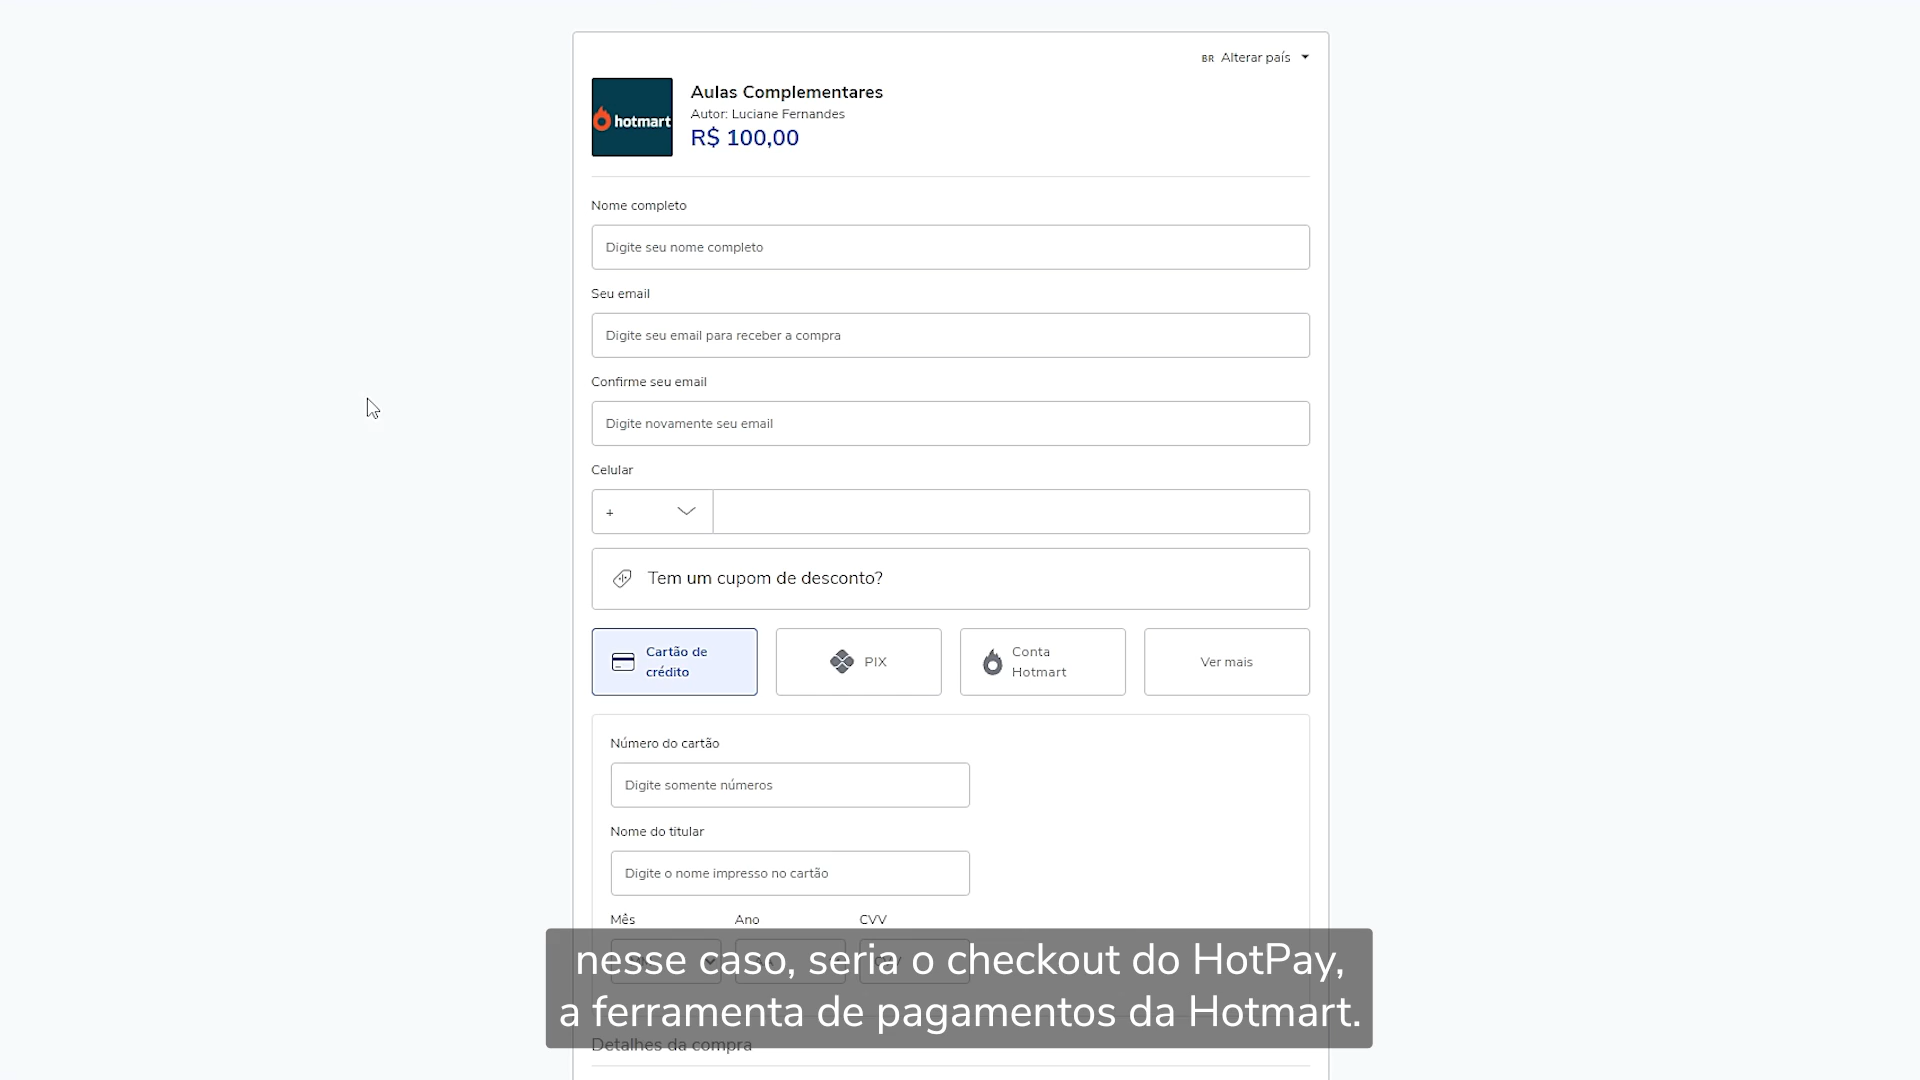 BR Alterar país
hotmart
Aulas Complementares
Autor: Luciane Fernandes
R$ 100,00
Nome completo
Digite seu nome completo
Seu email
Digite seu email para receber a compra
Confirme seu email
Digite novamente seu email
Celular
+
Tem um cupom de desconto?
Cartão de
crédito
PIX
Conta
Hotmart
Ver mais
Número do cartão
Digite somente números
Nome do titular
Digite o nome impresso no cartão
Mês Ano CVV
nesse caso, seria o checkout do HotPay,
a ferramenta de pagamentos da Hotmart.
Detalhes da compra